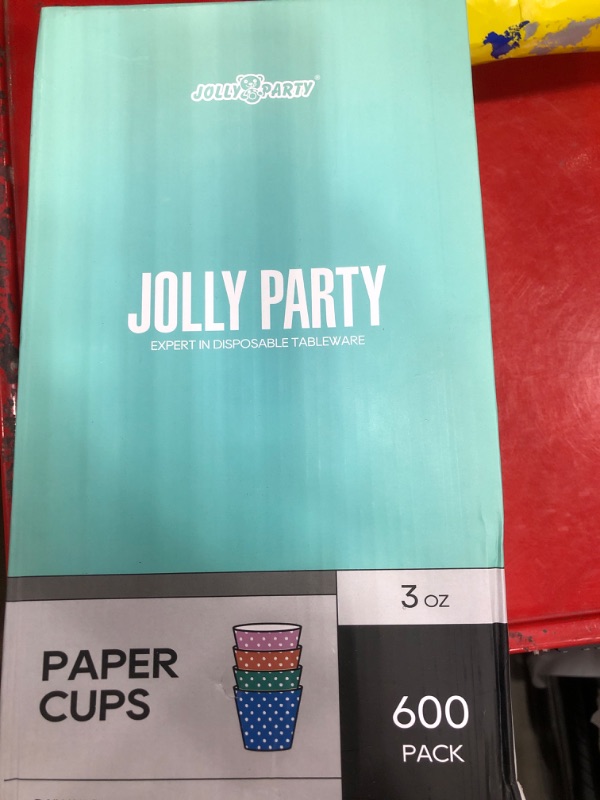 JOLLY PARTY®
JOLLY PARTY
EXPERT IN DISPOSABLE TABLEWARE
3 OZ
PAPER
CUPS
600
PACK